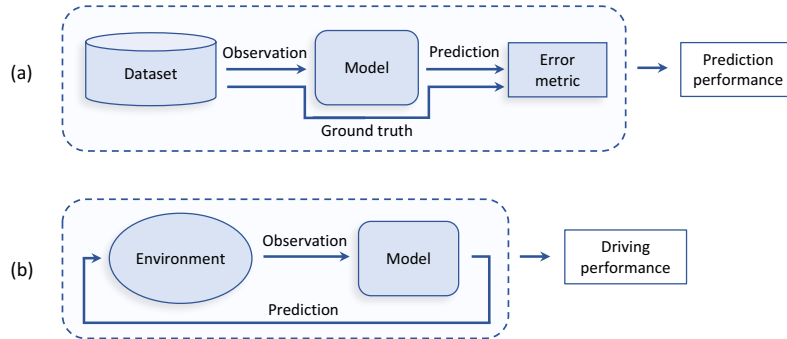 (a)
Dataset
Observation
Model
Prediction
Error
metric
Ground truth
Prediction
performance
(b)
Environment
Observation
Model
Prediction
Driving
performance